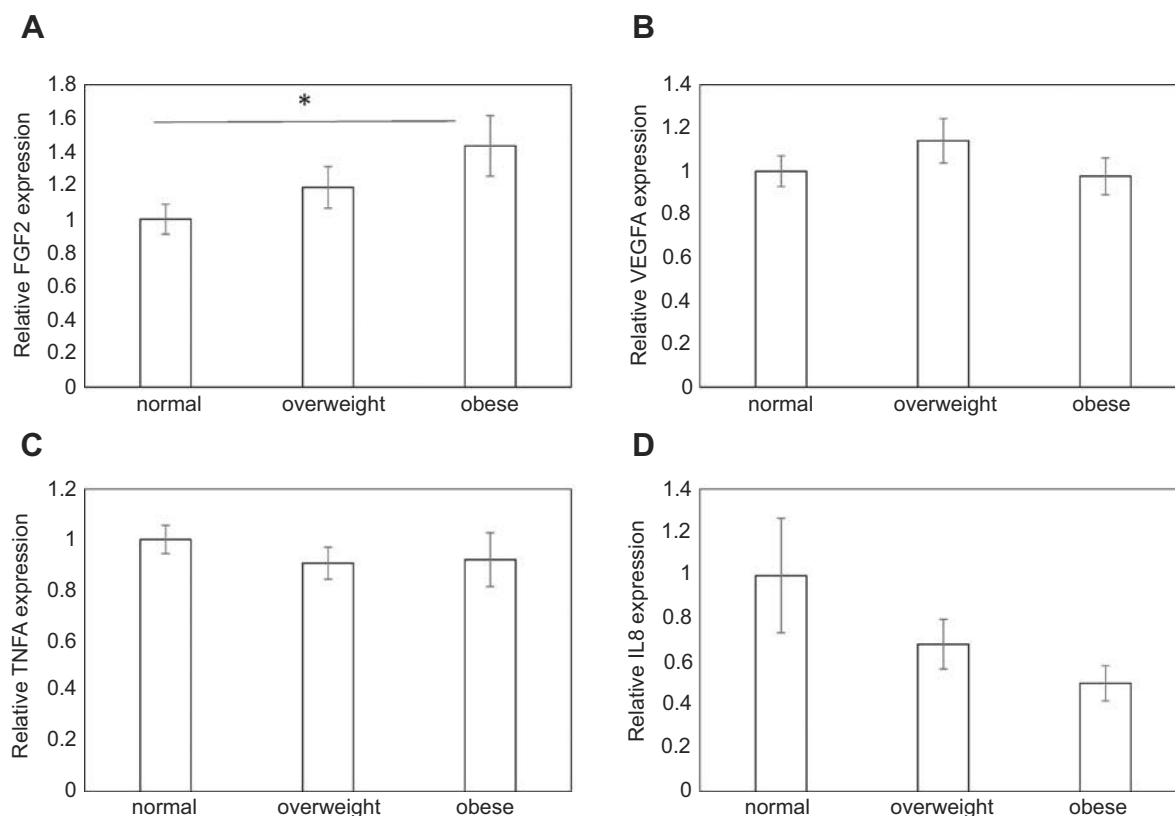 A
Relative FGF2 expression
1.8
1.6
1.4
1.2
1
0.8
0.6
0.4
0.2
0
*
normal overweight obese
B
Relative VEGFA expression
1.4
1.2
1
0.8
0.6
0.4
0.2
0
normal overweight obese
C
Relative TNFA expression
1.2
1
0.8
0.6
0.4
0.2
0
normal overweight obese
D
Relative IL8 expression
1.4
1.2
1
0.8
0.6
0.4
0.2
0
normal overweight obese